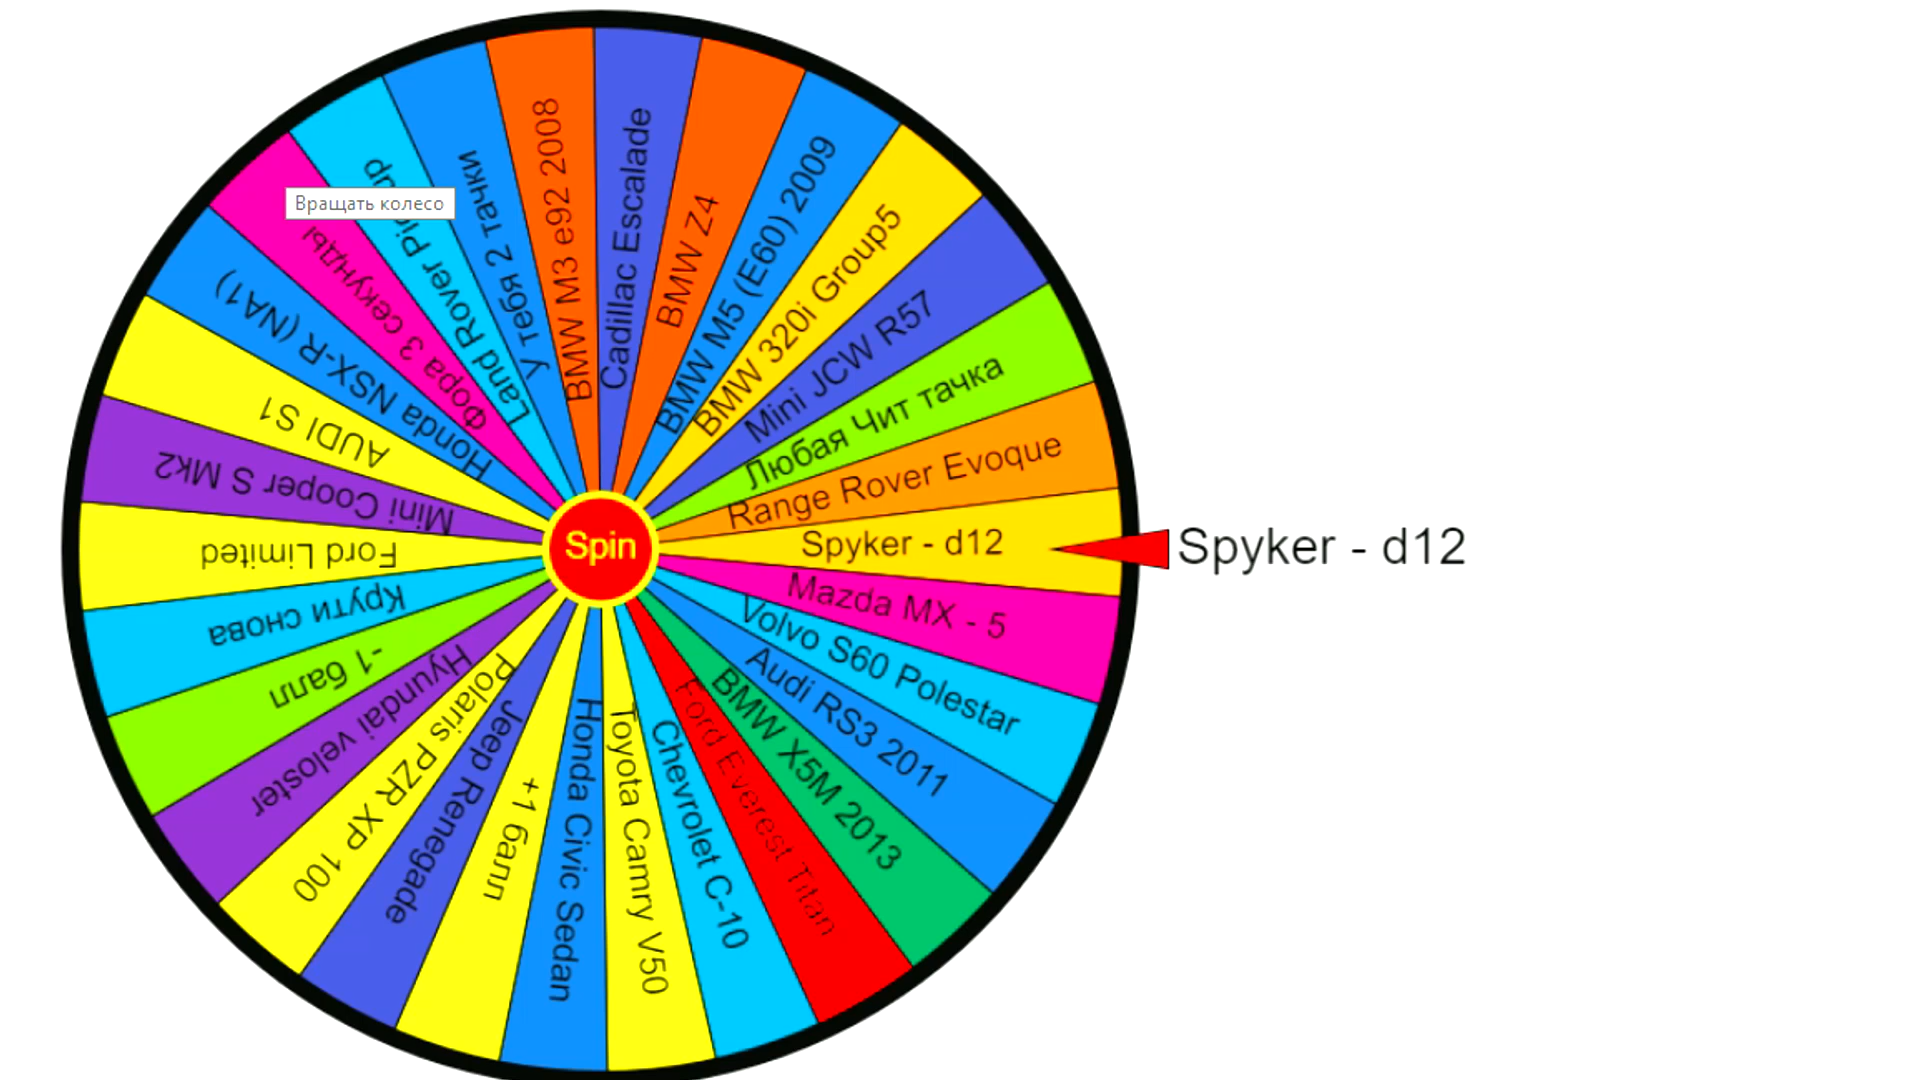 BMW M3 e92 2008
Cadillac Escalade
BMW Z4
BMW M5 (E60) 2009
BMW 320i Group5
Mini JCW R57
Любая Чит тачка
Range Rover Evoque
Spyker - d12
Spyker - d12
Mazda MX - 5
Volvo S60 Polestar
Audi RS3 2011
BMW X5M 2013
Ford Everest Titan
Chevrolet C-10
Toyota Camry V50
Honda Civic Sedan
+1 балл
Jeep Renegade
Polaris PZR XP 100
Hyundai veloster
-1 балл
Крути снова
Ford Limited
Mini Cooper S Mk2
AUDI S1
Honda NSX-R (NA1)
Фора 3 секунды
Land Rover
У тебя 2 тачки
Вращать колесо
Spin